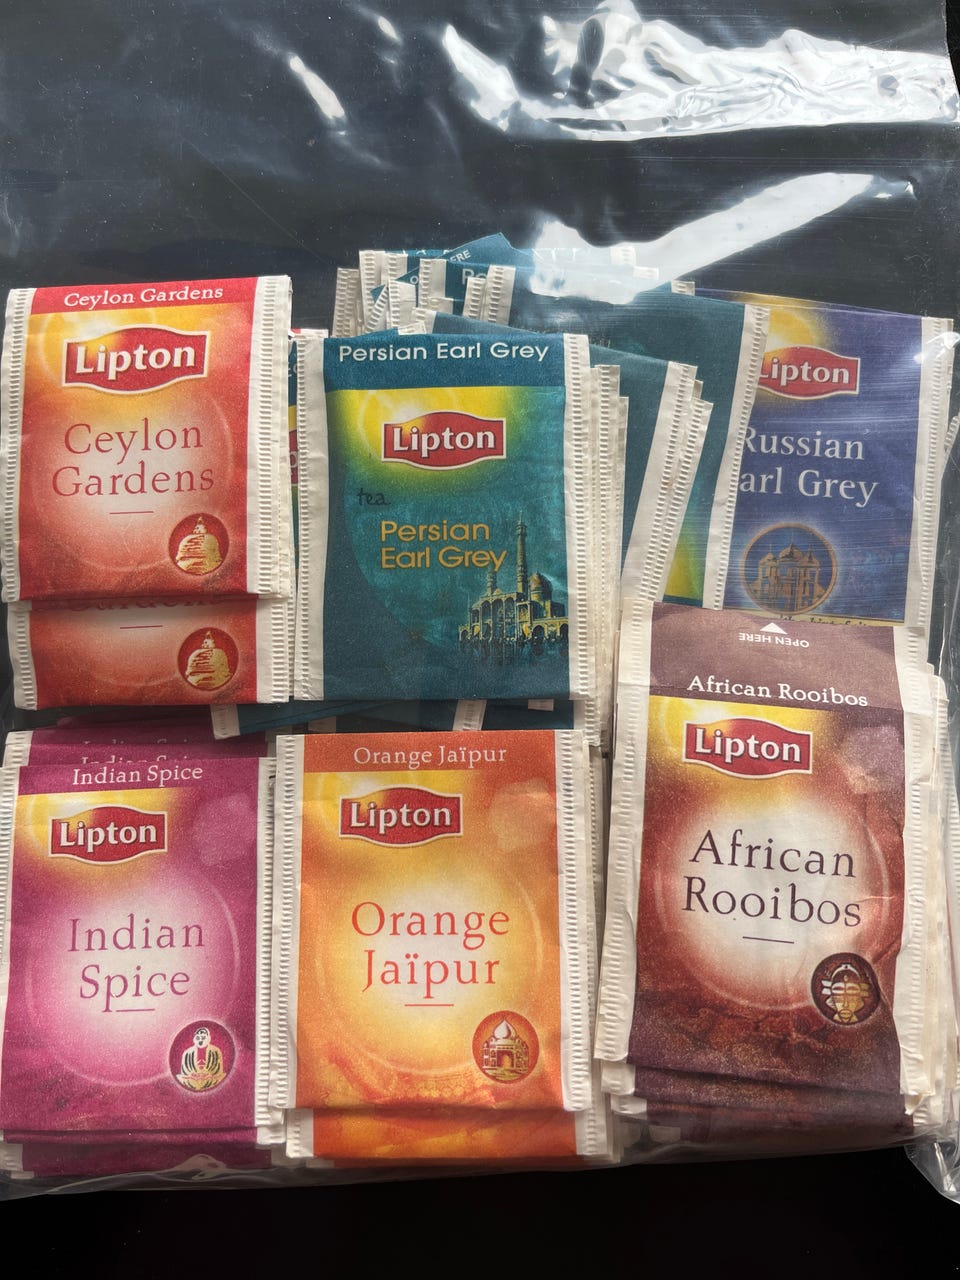 Ceylon Gardens
Lipton
Ceylon
Gardens
Persian Earl Grey
Lipton
tea
Persian
Earl Grey
Lipton
Russian
arl Grey
OPEN HERE
African Rooibos
Lipton
African
Rooibos
Indian Spice
Lipton
Indian
Spice
Orange Jaïpur
Lipton
Orange
Jaïpur